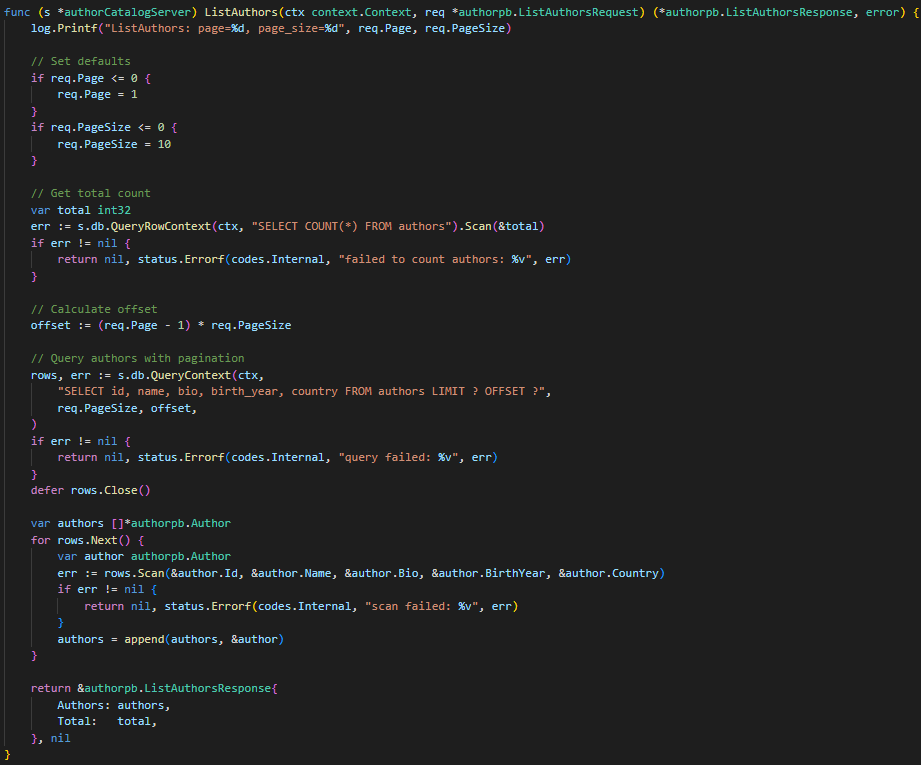 func (s *authorCatalogServer) ListAuthors(ctx context.Context, req *authorpb.ListAuthorsRequest) (*authorpb.ListAuthorsResponse, error) {
    log.Printf("ListAuthors: page=%d, page_size=%d", req.Page, req.PageSize)

    // Set defaults
    if req.Page <= 0 {
        req.Page = 1
    }
    if req.PageSize <= 0 {
        req.PageSize = 10
    }

    // Get total count
    var total int32
    err := s.db.QueryRowContext(ctx, "SELECT COUNT(*) FROM authors").Scan(&total)
    if err != nil {
        return nil, status.Errorf(codes.Internal, "failed to count authors: %v", err)
    }

    // Calculate offset
    offset := (req.Page - 1) * req.PageSize

    // Query authors with pagination
    rows, err := s.db.QueryContext(ctx,
        "SELECT id, name, bio, birth_year, country FROM authors LIMIT ? OFFSET ?",
        req.PageSize, offset,
    )
    if err != nil {
        return nil, status.Errorf(codes.Internal, "query failed: %v", err)
    }
    defer rows.Close()

    var authors []*authorpb.Author
    for rows.Next() {
        var author authorpb.Author
        err := rows.Scan(&author.Id, &author.Name, &author.Bio, &author.BirthYear, &author.Country)
        if err != nil {
            return nil, status.Errorf(codes.Internal, "scan failed: %v", err)
        }
        authors = append(authors, &author)
    }

    return &authorpb.ListAuthorsResponse{
        Authors: authors,
        Total:   total,
    }, nil
}